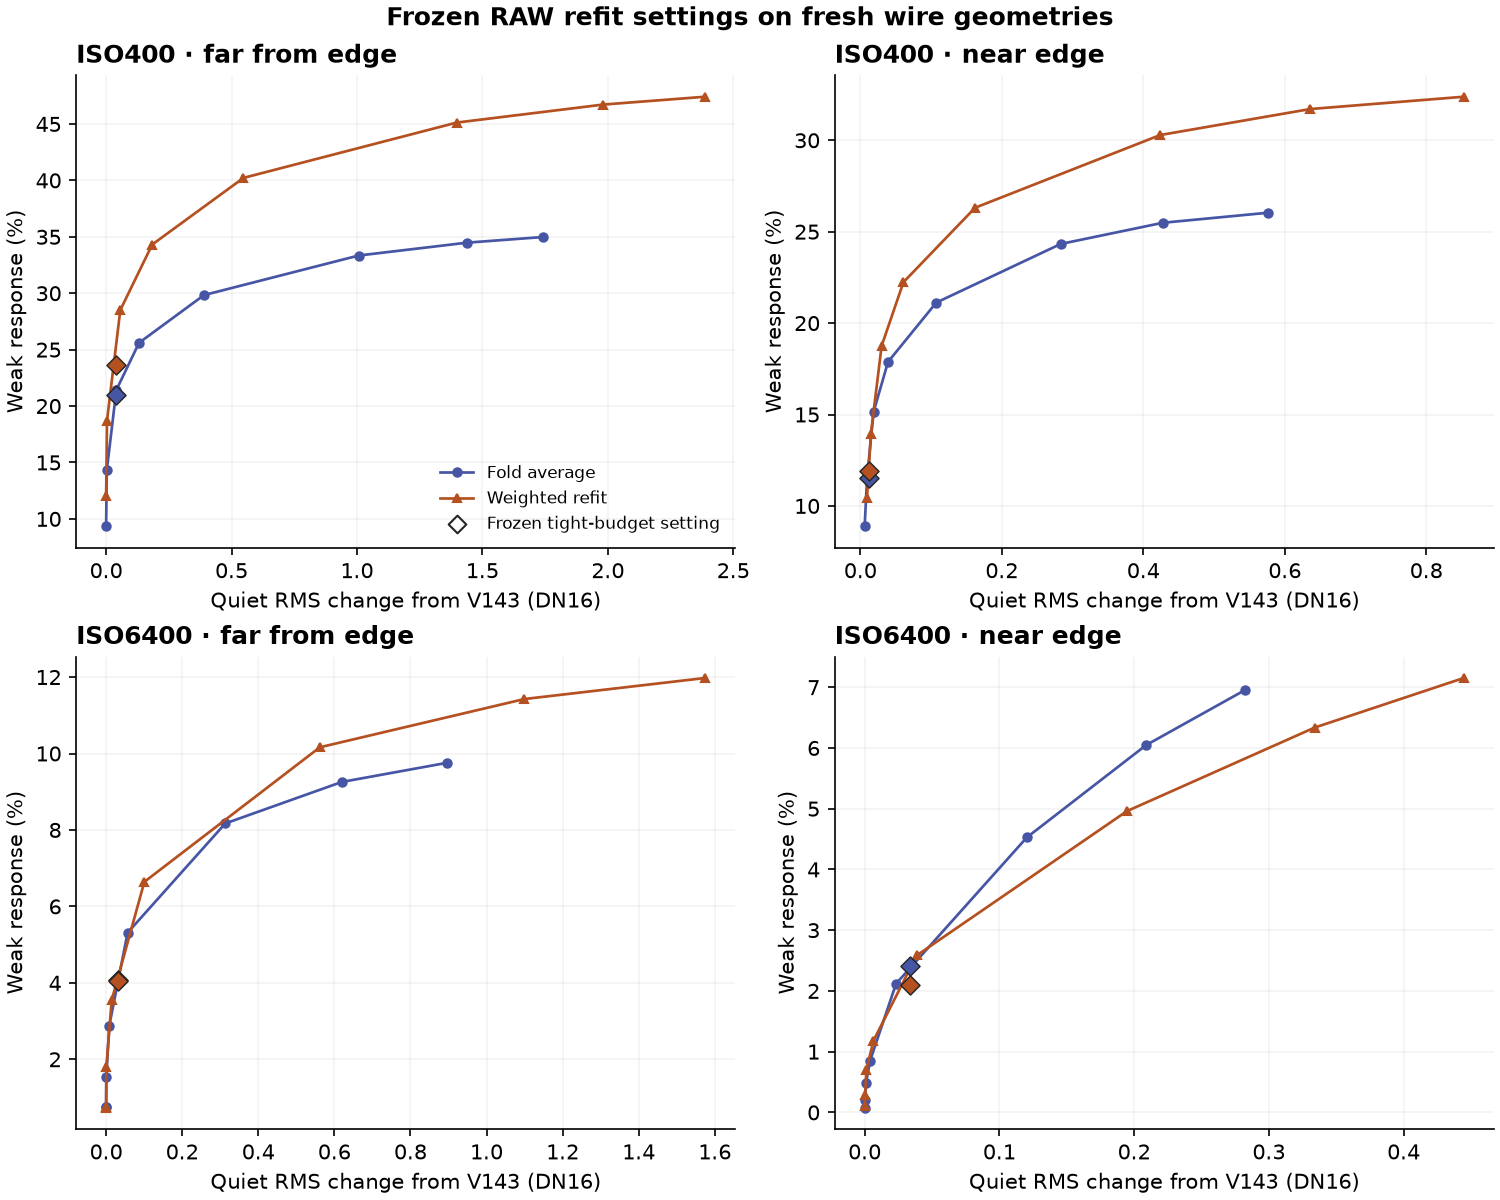 Frozen RAW refit settings on fresh wire geometries
ISO400 · far from edge
Weak response (%)
45
40
35
30
25
20
15
10
0.0 0.5 1.0 1.5 2.0 2.5
Quiet RMS change from V143 (DN16)
Fold average
Weighted refit
Frozen tight-budget setting
ISO400 · near edge
Weak response (%)
30
25
20
15
10
0.0 0.2 0.4 0.6 0.8
Quiet RMS change from V143 (DN16)
ISO6400 · far from edge
Weak response (%)
12
10
8
6
4
2
0.0 0.2 0.4 0.6 0.8 1.0 1.2 1.4 1.6
Quiet RMS change from V143 (DN16)
ISO6400 · near edge
Weak response (%)
7
6
5
4
3
2
1
0
0.0 0.1 0.2 0.3 0.4
Quiet RMS change from V143 (DN16)